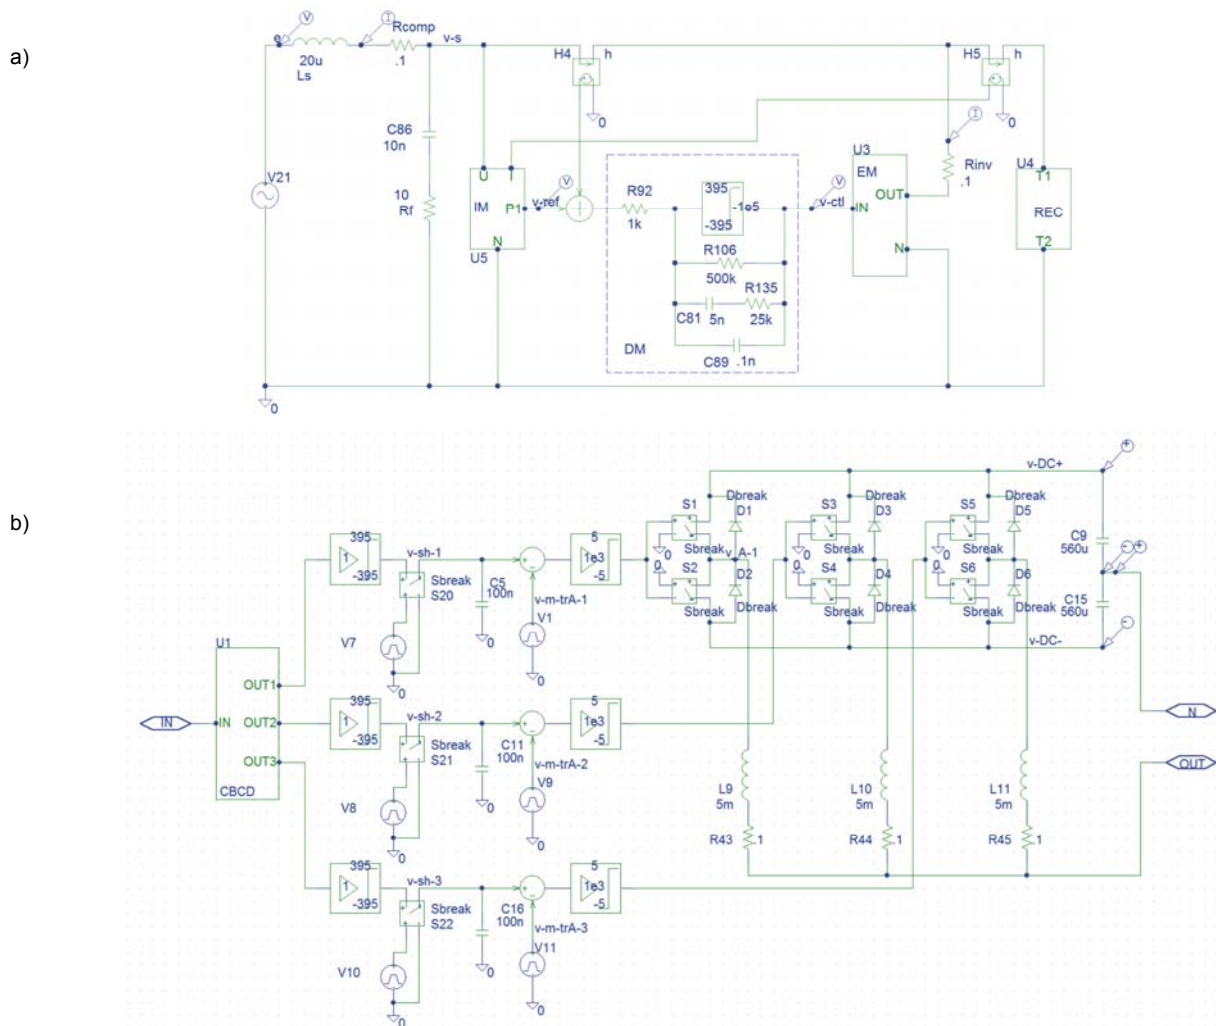 a)
e
V
I
Rcomp
.1
v-s
20u
Ls
H4
h
H5
h
0
0
C86
10n
V21
10
Rf
U
I
IM
P1
N
U5
V
v-ref
R92
1k
395
-1e5
-395
V
v-ctl
R106
500k
R135
C81
5n
25k
DM
C89
.1n
U3
EM
OUT
IN
N
I
Rinv
.1
U4
T1
REC
T2
0
b)
v-DC+
+
S1
Dbreak
D1
S3
Dbreak
D3
S5
Dbreak
D5
Sbreak
Sbreak
Sbreak
v_A-1
0
0
0
0
0
0
S2
D2
S4
D4
S6
D6
Sbreak
Dbreak
Sbreak
Dbreak
Sbreak
Dbreak
C9
560u
C15
560u
v-DC-
395
1
-395
v-sh-1
Sbreak
S20
C5
100n
0
v-m-trA-1
V1
0
5
1e3
-5
V7
0
U1
OUT1
IN
IN
OUT2
OUT3
CBCD
395
1
-395
v-sh-2
Sbreak
S21
C11
100n
0
v-m-trA-2
V9
0
5
1e3
-5
V8
0
N
OUT
L9
5m
L10
5m
L11
5m
R43
.1
R44
.1
R45
.1
395
1
-395
v-sh-3
Sbreak
S22
C16
100n
0
v-m-trA-3
V11
0
5
1e3
-5
V10
0